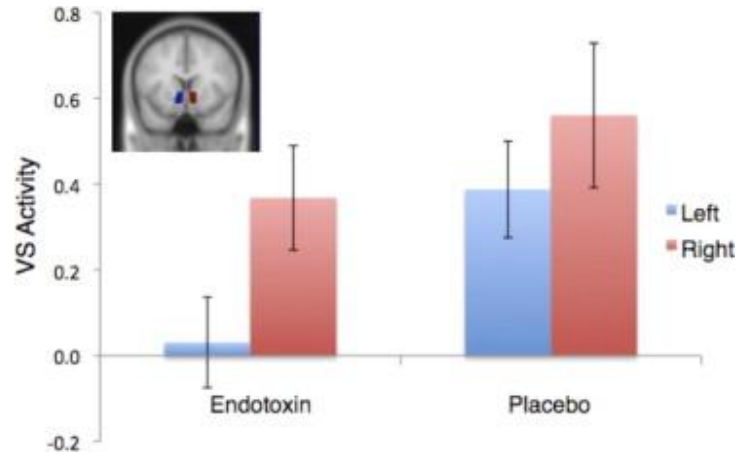 0.8
0.6
0.4
0.2
0.0
-0.2
VS Activity
Endotoxin
Placebo
Left
Right